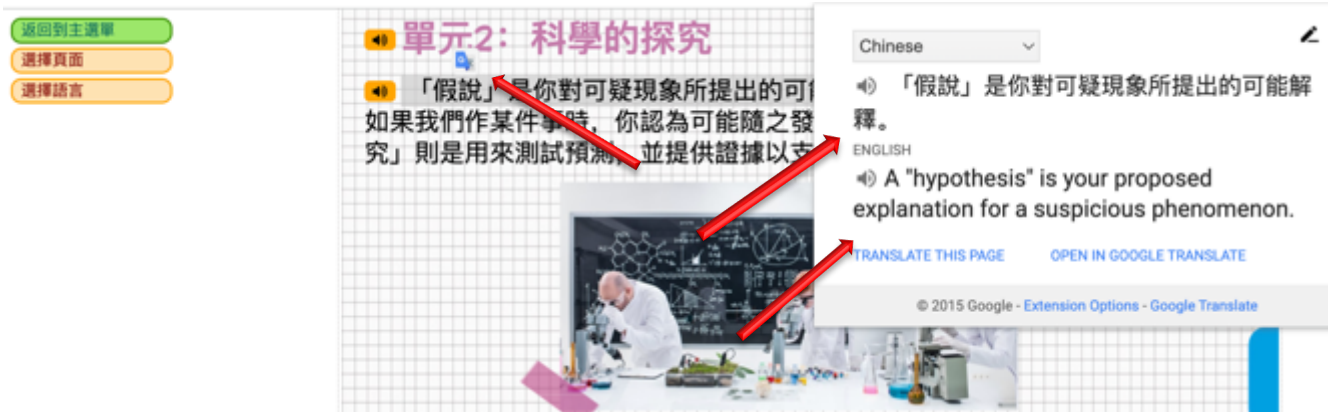 返回到主選單
選擇頁面
選擇語言
單元2：科學的探究
「假說」是你對可疑現象所提出的可
如果我們作某件事時，你認為可能隨之發
究」則是用來測試預測，並提供證據以支
Chinese
「假說」是你對可疑現象所提出的可能解
釋。
ENGLISH
A "hypothesis" is your proposed
explanation for a suspicious phenomenon.
TRANSLATE THIS PAGE OPEN IN GOOGLE TRANSLATE
© 2015 Google - Extension Options - Google Translate